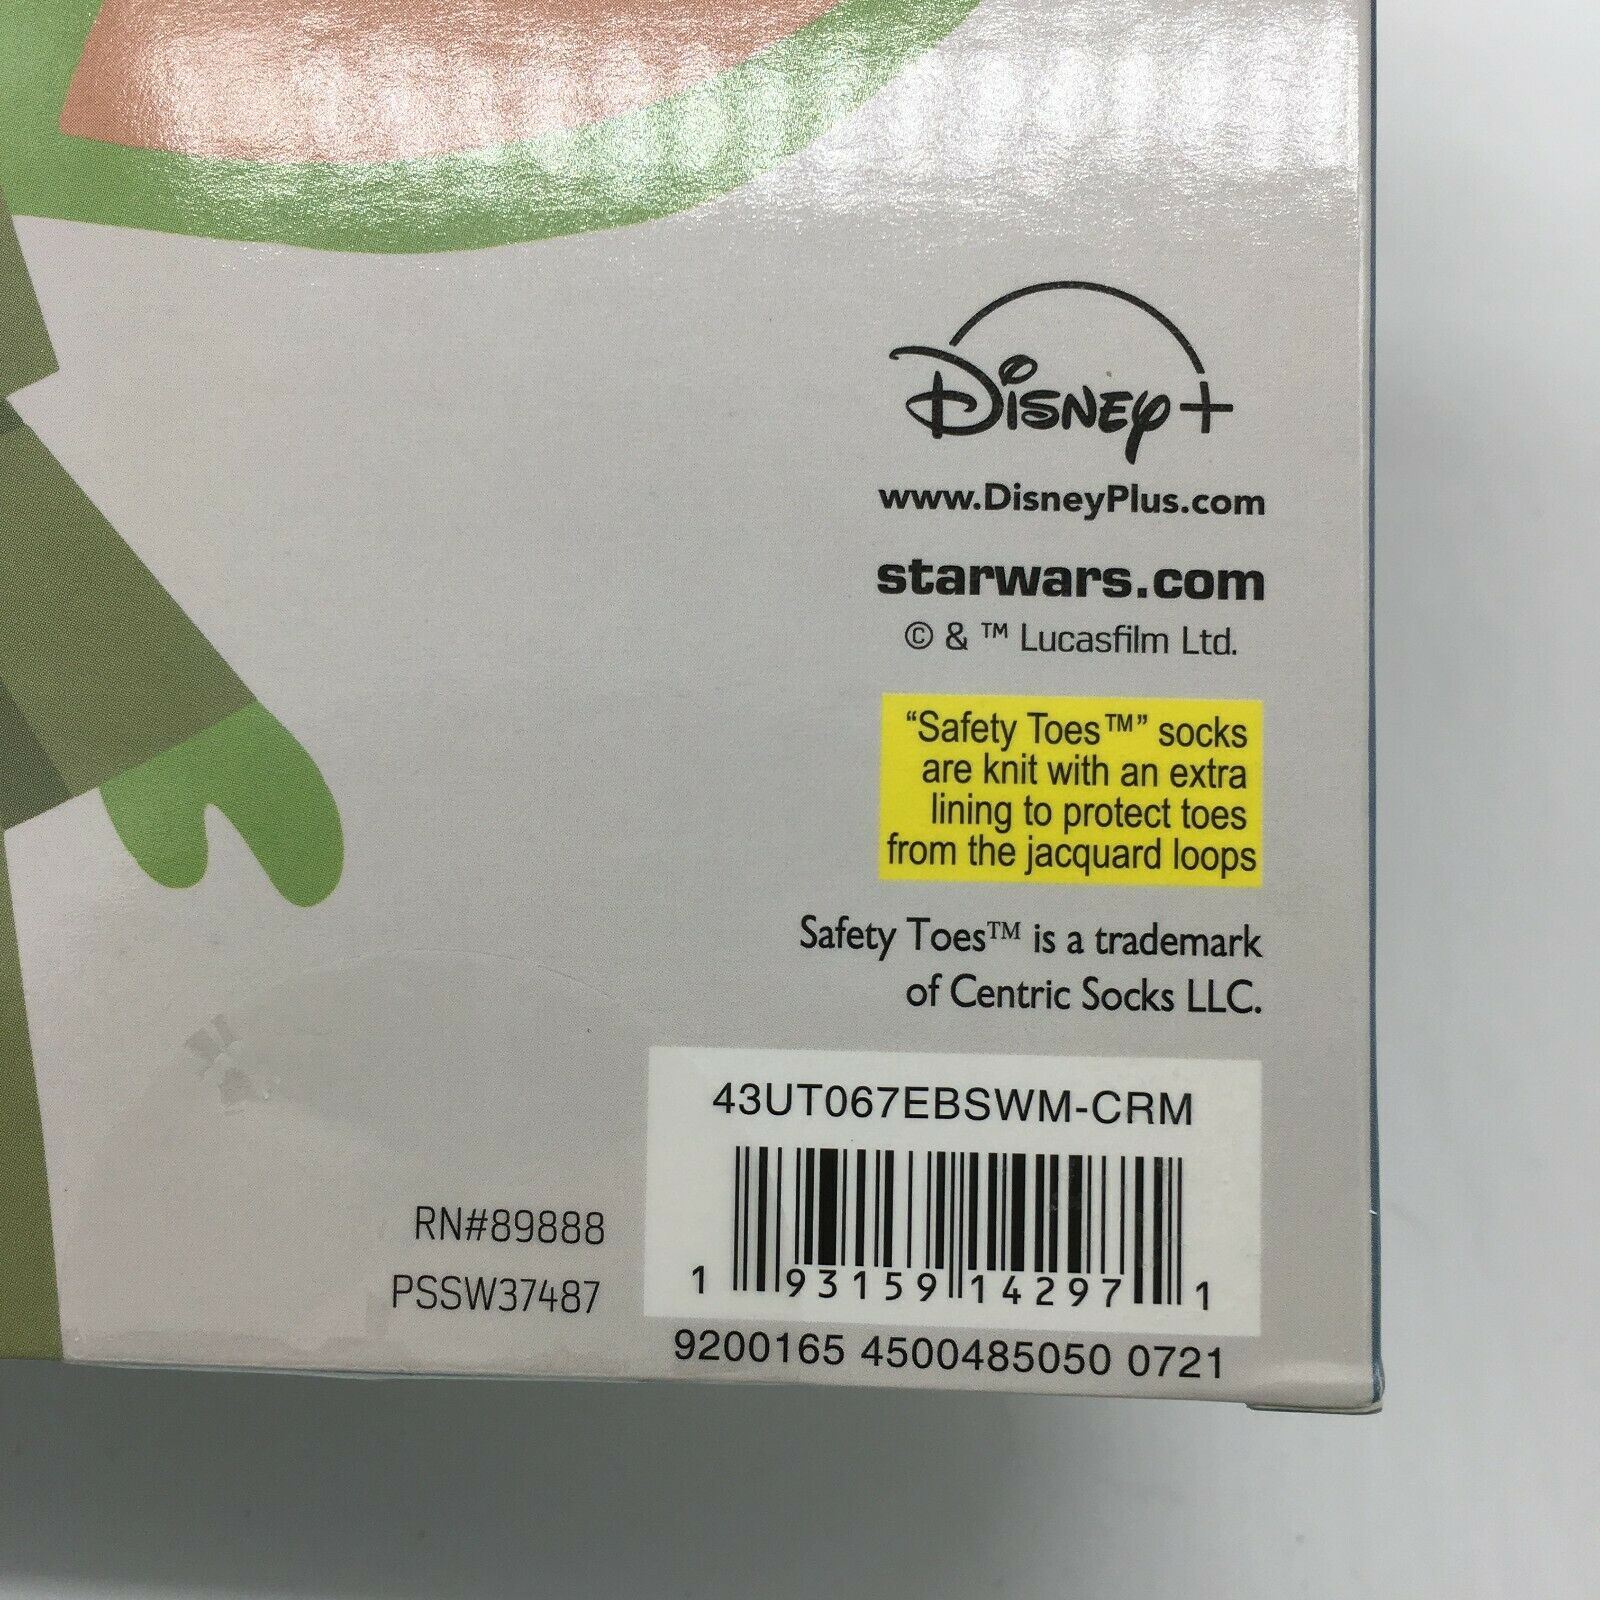 Disney+
www.DisneyPlus.com
starwars.com
© & ™ Lucasfilm Ltd.
“Safety Toes™” socks
are knit with an extra
lining to protect toes
from the jacquard loops
Safety Toes™ is a trademark
of Centric Socks LLC.
43UT067EBSWM-CRM
1 93159 14297 1
RN#89888
PSSW37487
9200165 4500485050 0721